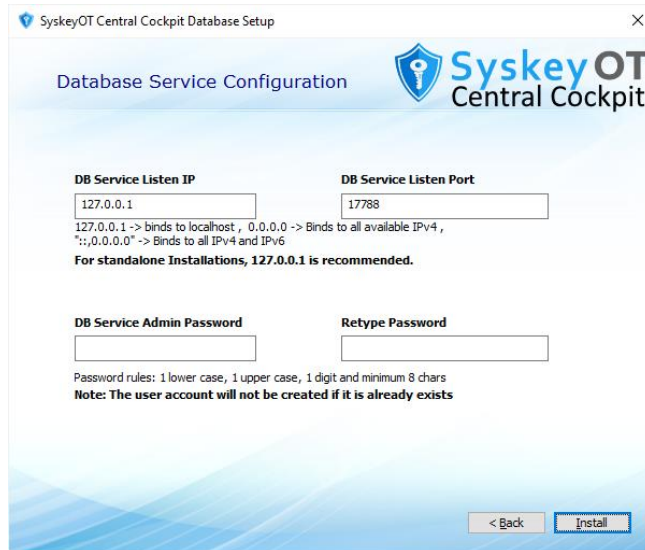 SyskeyOT Central Cockpit Database Setup
Database Service Configuration
Syskey OT
Central Cockpit
DB Service Listen IP
DB Service Listen Port
127.0.0.1
17788
127.0.0.1 -> binds to localhost , 0.0.0.0 -> Binds to all available IPv4 ,
"::,0.0.0.0" -> Binds to all IPv4 and IPv6
For standalone Installations, 127.0.0.1 is recommended.
DB Service Admin Password
Retype Password
Password rules: 1 lower case, 1 upper case, 1 digit and minimum 8 chars
Note: The user account will not be created if it is already exists
< Back
Install